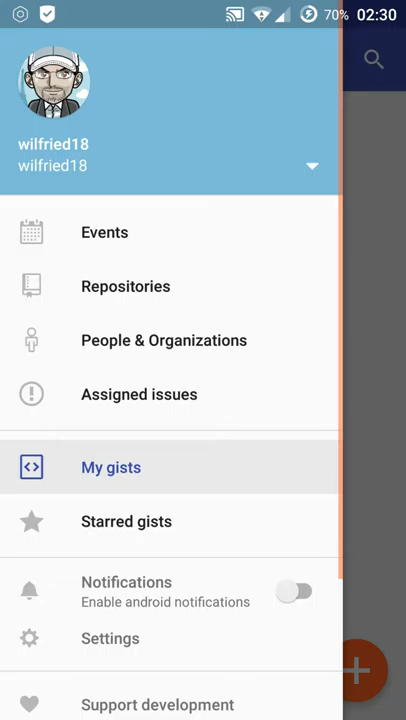 70% 02:30
wilfried18
wilfried18
Events
Repositories
People & Organizations
Assigned issues
My gists
Starred gists
Notifications
Enable android notifications
Settings
Support development